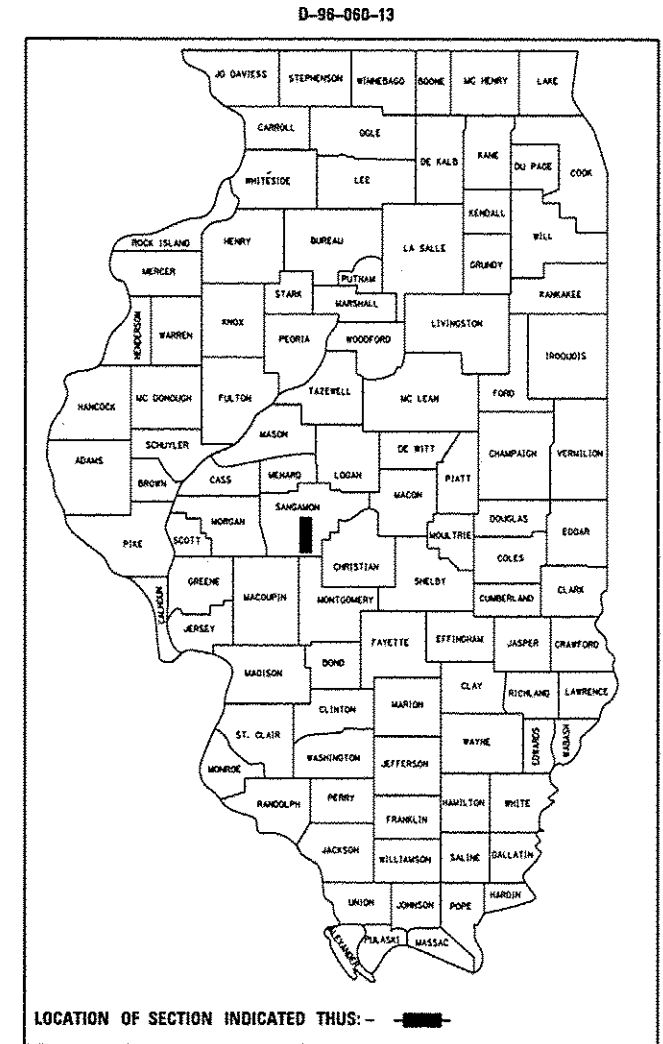 D-96-060-13
JO DAVIESS STEPHENSON WINNEBAGO BOONE MC HENRY LAKE
CARROLL OGLE DE KALB KANE DU PAGE COOK
WHITESIDE LEE
KENDALL WILL
ROCK ISLAND HENRY BUREAU LA SALLE
MERCER PUTNAM GRUNDY
STARK MARSHALL KANKAKEE
HENDERSON WARREN KNOX PEORIA WOODFORD LIVINGSTON IROQUOIS
HANCOCK MC DONOUGH FULTON TAZEWELL MC LEAN FORD
MASON
SCHUYLER DE WITT CHAMPAIGN VERMILION
ADAMS BROWN CASS MENARD LOGAN PIATT
MACON
MORGAN SANGAMON DOUGLAS
PIKE SCOTT MOULTRIE EDGAR
CHRISTIAN COLES
GREENE SHELBY
CALHOUN MACOUPIN MONTGOMERY CUMBERLAND CLARK
JERSEY FAYETTE EFFINGHAM JASPER CRAWFORD
MADISON BOND
CLAY RICHLAND LAWRENCE
CLINTON MARION
ST. CLAIR WAYNE EDWARDS WABASH
MONROE WASHINGTON JEFFERSON
RANDOLPH PERRY HAMILTON WHITE
FRANKLIN
JACKSON WILLIAMSON SALINE GALLATIN
UNION JOHNSON POPE HARDIN
ALEXANDER PULASKI MASSAC
LOCATION OF SECTION INDICATED THUS: -